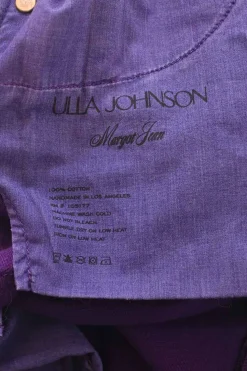 ULLA JOHNSON
Margot Jean
100% COTTON
HANDMADE IN LOS ANGELES
MACHINE WASH COLD
DO NOT BLEACH
TUMBLE DRY ON LOW HEAT
IRON ON LOW HEAT